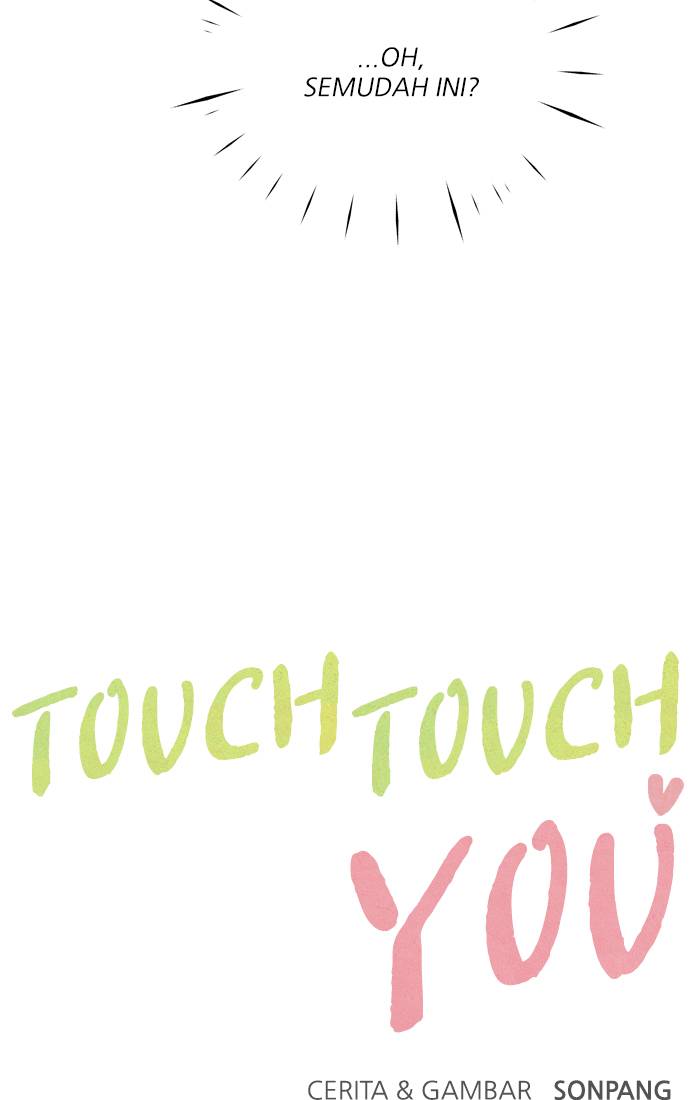 ...OH,
SEMUDAH INI?
TOUCH TOUCH
YOU
CERITA & GAMBAR SONPANG